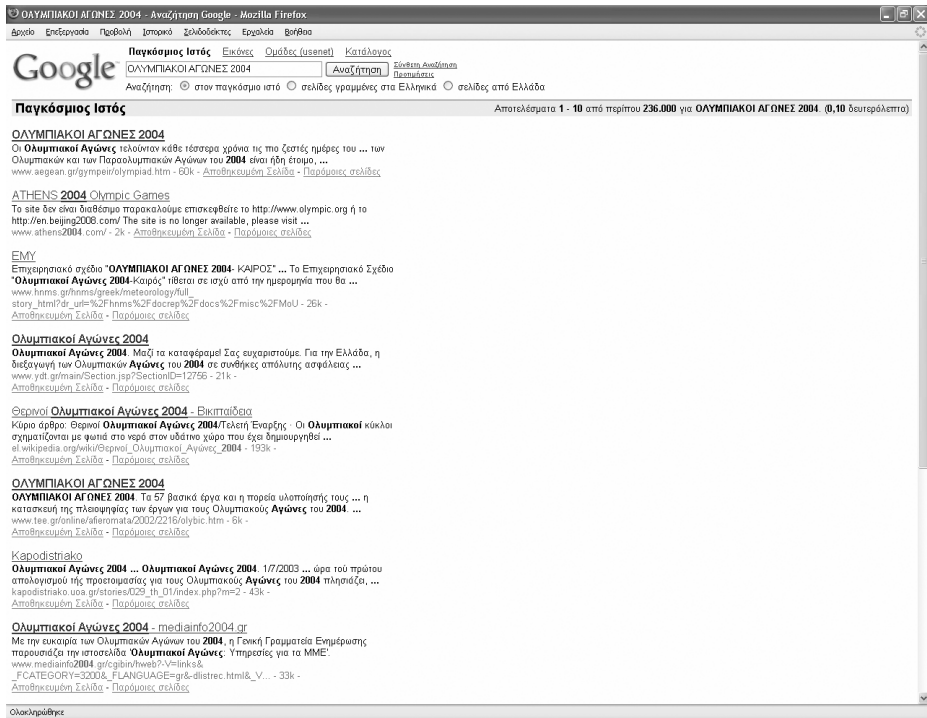 ΟΛΥΜΠΙΑΚΟΙ ΑΓΩΝΕΣ 2004 - Αναζήτηση Google - Mozilla Firefox
Αρχείο Επεξεργασία Προβολή Ιστορικό Σελιδοδείκτες Εργαλεία Βοήθεια
Παγκόσμιος Ιστός Εικόνες Ομάδες (usenet) Κατάλογος
Google ΟΛΥΜΠΙΑΚΟΙ ΑΓΩΝΕΣ 2004 Αναζήτηση Σύνθετη Αναζήτηση
Προτιμήσεις
Αναζήτηση: στον παγκόσμιο ιστό σελίδες γραμμένες στα Ελληνικά σελίδες από Ελλάδα
Παγκόσμιος Ιστός Αποτελέσματα 1 - 10 από περίπου 236.000 για ΟΛΥΜΠΙΑΚΟΙ ΑΓΩΝΕΣ 2004. (0,10 δευτερόλεπτα)
ΟΛΥΜΠΙΑΚΟΙ ΑΓΩΝΕΣ 2004
Οι Ολυμπιακοί Αγώνες τελούνταν κάθε τέσσερα χρόνια τις πιο ζεστές ημέρες του ... των
Ολυμπιακών και των Παραολυμπιακών Αγώνων του 2004 είναι ήδη έτοιμο, ...
www.aegean.gr/gympeir/olympiad.htm - 60k - Αποθηκευμένη Σελίδα - Παρόμοιες σελίδες
ATHENS 2004 Olympic Games
Το site δεν είναι διαθέσιμο παρακαλούμε επισκεφθείτε το http://www.olympic.org ή το
http://en.beijing2008.com/ The site is no longer available, please visit ...
www.athens2004.com/ - 2k - Αποθηκευμένη Σελίδα - Παρόμοιες σελίδες
ΕΜΥ
Επιχειρησιακό σχέδιο "ΟΛΥΜΠΙΑΚΟΙ ΑΓΩΝΕΣ 2004- ΚΑΙΡΟΣ" ... Το Επιχειρησιακό Σχέδιο
"Ολυμπιακοί Αγώνες 2004-Καιρός" τίθεται σε ισχύ από την ημερομηνία που θα ...
www.hnms.gr/hnms/greek/meteorology/full_
story_html?dr_url=%2Fhnms%2Fdocrep%2Fdocs%2Fmisc%2FMoU - 26k -
Αποθηκευμένη Σελίδα - Παρόμοιες σελίδες
Ολυμπιακοί Αγώνες 2004
Ολυμπιακοί Αγώνες 2004. Μαζί τα καταφέραμε! Σας ευχαριστούμε. Για την Ελλάδα, η
διεξαγωγή των Ολυμπιακών Αγώνες του 2004 σε συνθήκες απόλυτης ασφάλειας ...
www.ydt.gr/main/Section.jsp?SectionID=12756 - 21k -
Αποθηκευμένη Σελίδα - Παρόμοιες σελίδες
Θερινοί Ολυμπιακοί Αγώνες 2004 - Βικιπαίδεια
Κύριο άρθρο: Θερινοί Ολυμπιακοί Αγώνες 2004/Τελετή Έναρξης · Οι Ολυμπιακοί κύκλοι
σχηματίζονται με φωτιά στο νερό στον υδάτινο χώρο που έχει δημιουργηθεί ...
el.wikipedia.org/wiki/Θερινοί_Ολυμπιακοί_Αγώνες_2004 - 193k -
Αποθηκευμένη Σελίδα - Παρόμοιες σελίδες
ΟΛΥΜΠΙΑΚΟΙ ΑΓΩΝΕΣ 2004
ΟΛΥΜΠΙΑΚΟΙ ΑΓΩΝΕΣ 2004. Τα 57 βασικά έργα και η πορεία υλοποίησής τους ... η
κατασκευή της πλειοψηφίας των έργων για τους Ολυμπιακούς Αγώνες του 2004. ...
www.tee.gr/online/afieromata/2002/2216/olybic.htm - 6k -
Αποθηκευμένη Σελίδα - Παρόμοιες σελίδες
Kapodistriako
Ολυμπιακοί Αγώνες 2004 ... Ολυμπιακοί Αγώνες 2004. 1/7/2003 ... ώρα τού πρώτου
απολογισμού τής προετοιμασίας για τους Ολυμπιακούς Αγώνες του 2004 πλησιάζει, ...
kapodistriako.uoa.gr/stories/029_th_01/index.php?m=2 - 43k -
Αποθηκευμένη Σελίδα - Παρόμοιες σελίδες
Ολυμπιακοί Αγώνες 2004 - mediainfo2004.gr
Με την ευκαιρία των Ολυμπιακών Αγώνων του 2004, η Γενική Γραμματεία Ενημέρωσης
παρουσιάζει την ιστοσελίδα 'Ολυμπιακοί Αγώνες: Υπηρεσίες για τα ΜΜΕ'.
www.mediainfo2004.gr/cgibin/hweb?-V=links&
_FCATEGORY=3200&_FLANGUAGE=gr&-dlistrec.html&_V... - 33k -
Αποθηκευμένη Σελίδα - Παρόμοιες σελίδες
Ολοκληρώθηκε